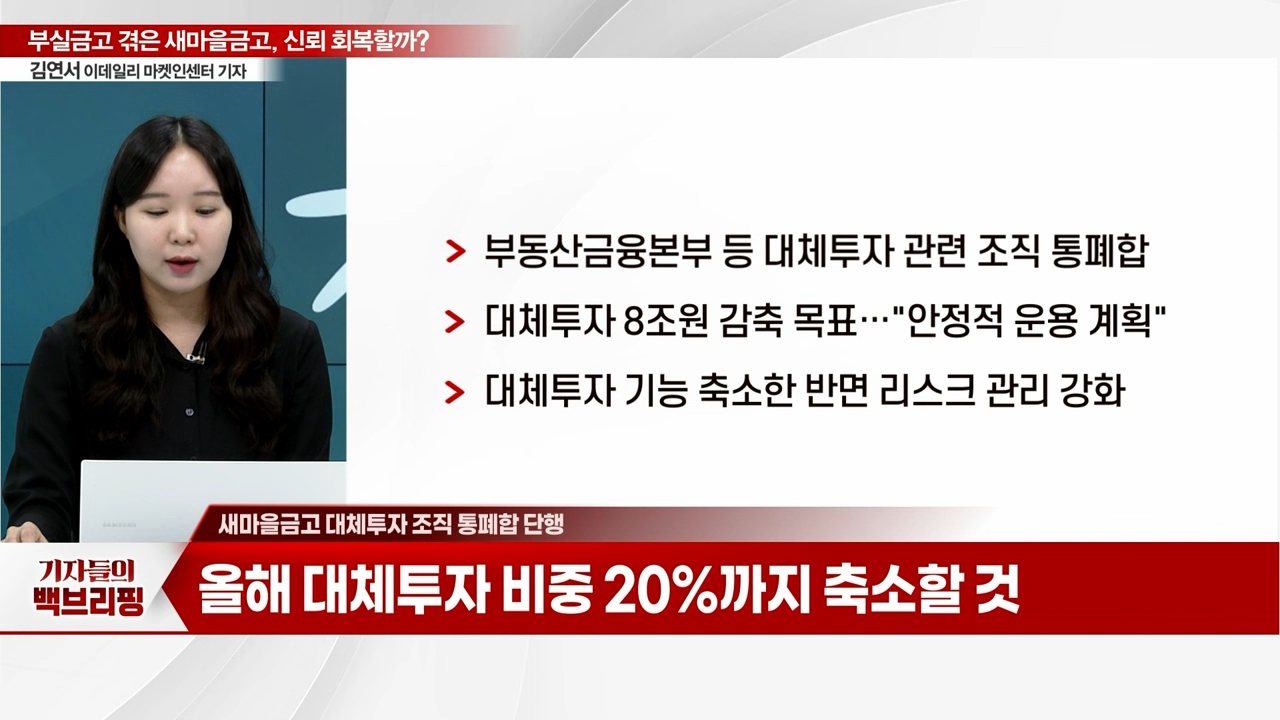 부실금고 겪은 새마을금고, 신뢰 회복할까?
김연서 이데일리 마켓인센터 기자
> 부동산금융본부 등 대체투자 관련 조직 통폐합
> 대체투자 8조원 감축 목표…"안정적 운용 계획"
> 대체투자 기능 축소한 반면 리스크 관리 강화
SAMSUNG
새마을금고 대체투자 조직 통폐합 단행
기자들의
백브리핑
올해 대체투자 비중 20%까지 축소할 것